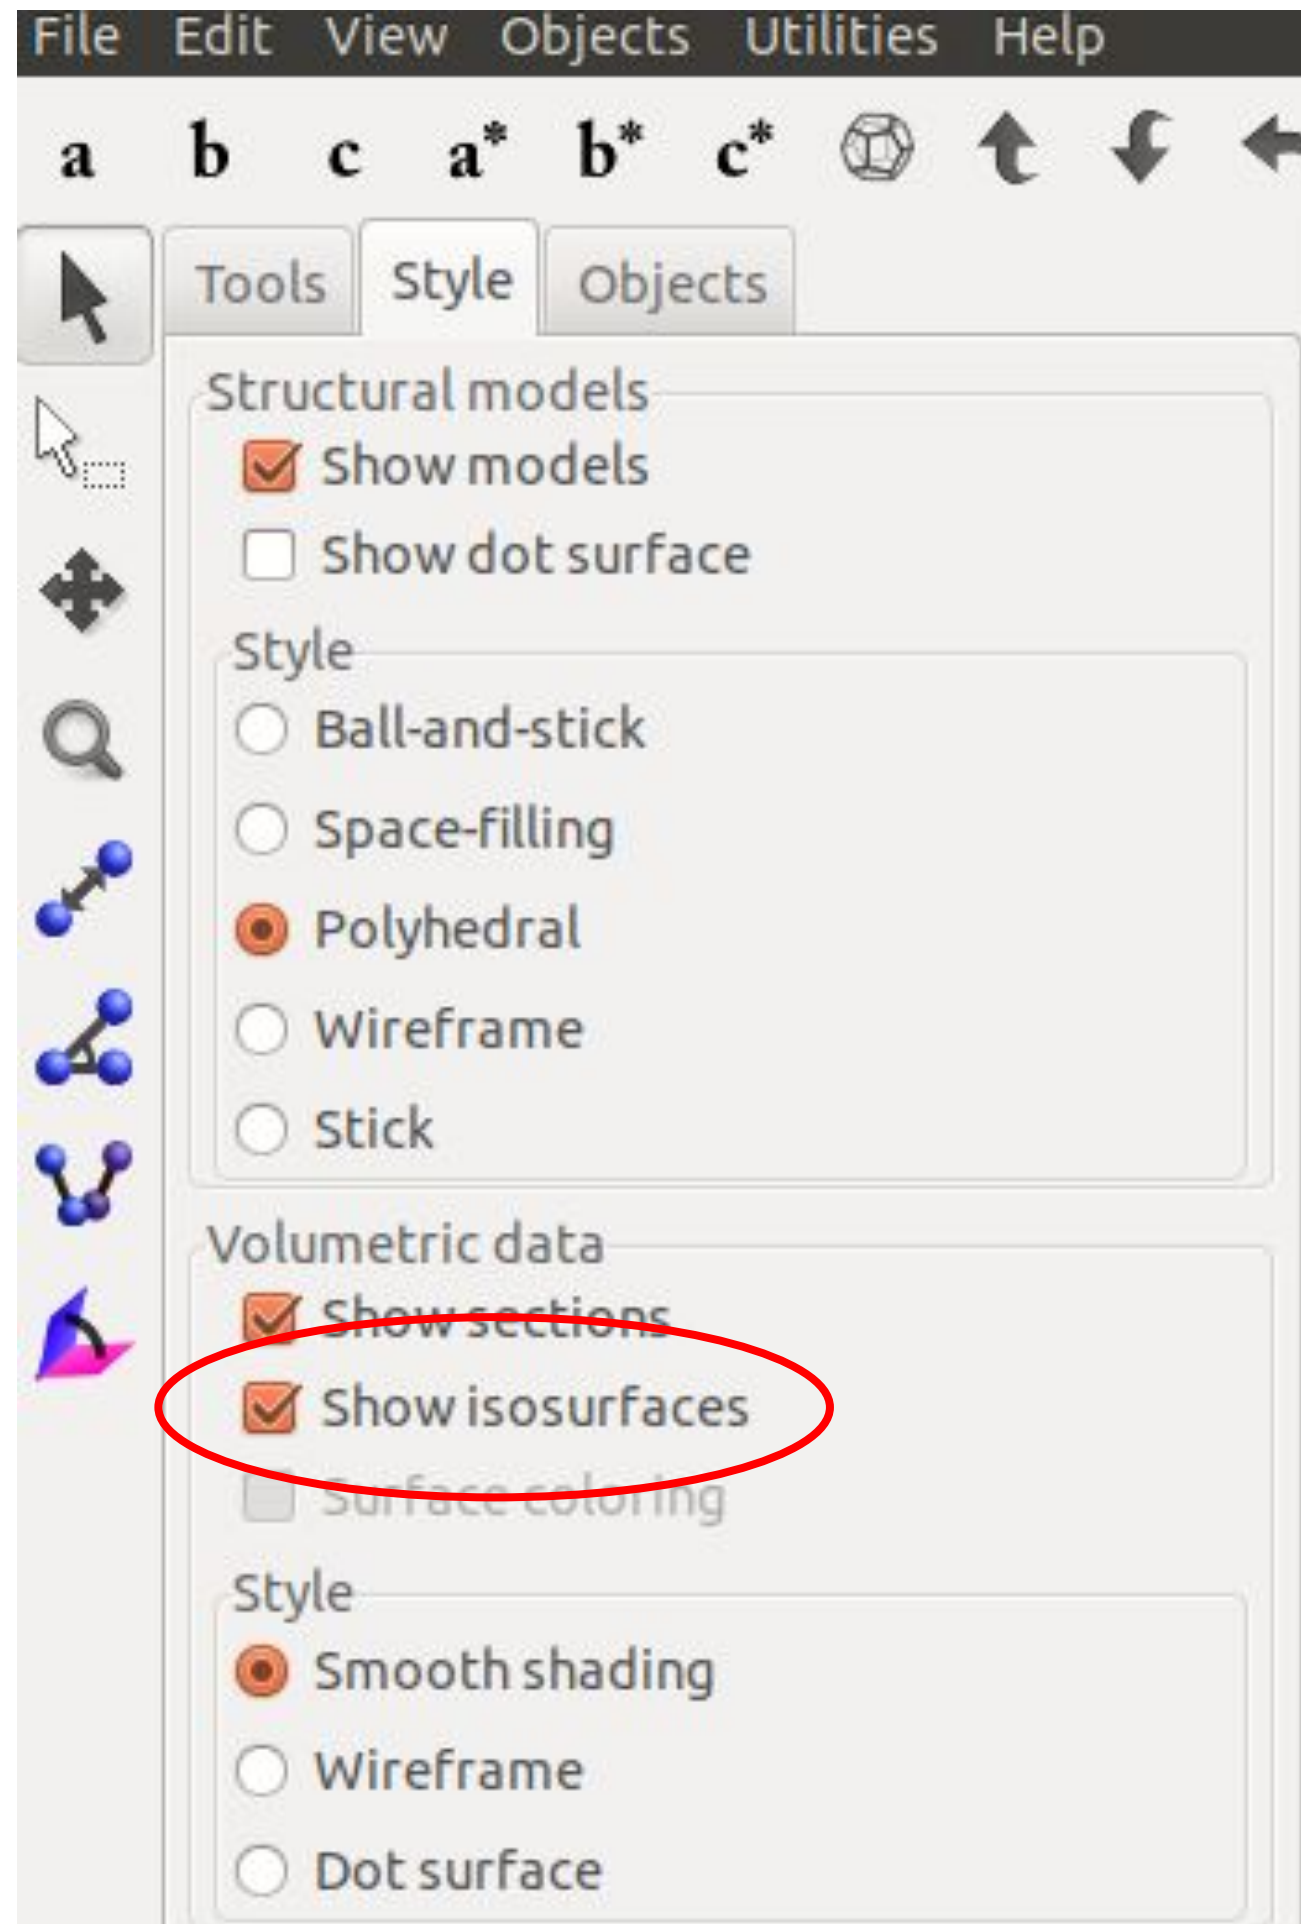 File Edit View Objects Utilities Help
a b c a* b* c*
Tools Style Objects
Structural models
Show models
Show dot surface
Style
Ball-and-stick
Space-filling
Polyhedral
Wireframe
Stick
Volumetric data
Show sections
Show isosurfaces
Surface coloring
Style
Smooth shading
Wireframe
Dot surface